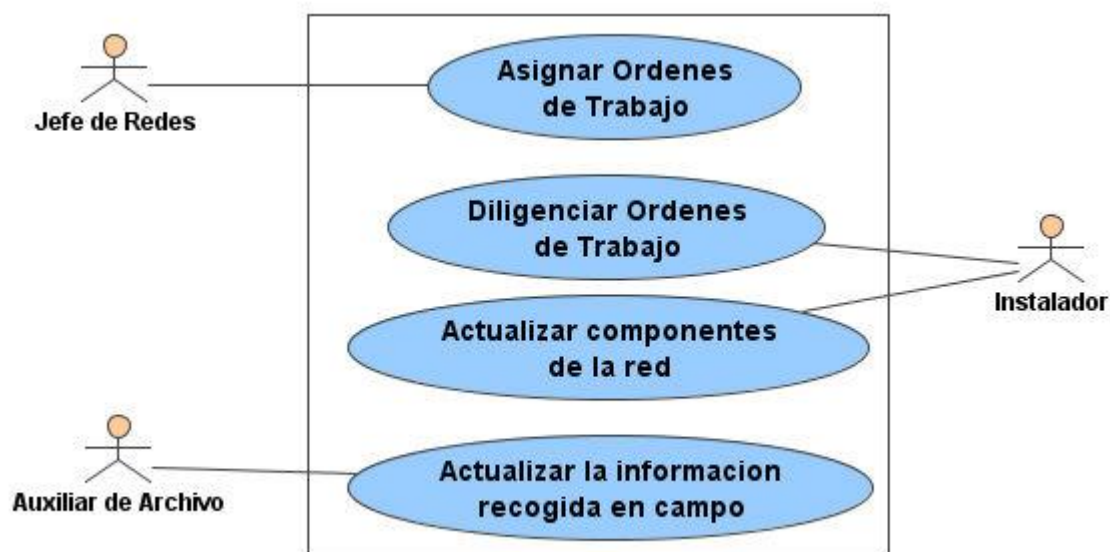 Asignar Ordenes
de Trabajo
Jefe de Redes
Diligenciar Ordenes
de Trabajo
Instalador
Actualizar componentes
de la red
Actualizar la informacion
recogida en campo
Auxiliar de Archivo